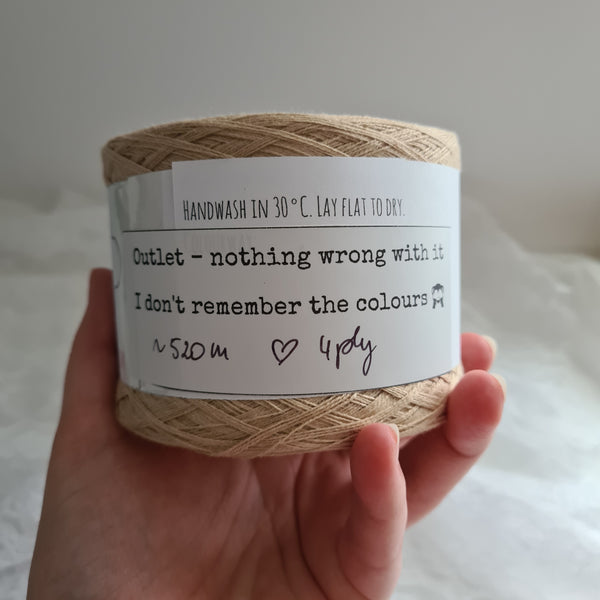 HANDWASH IN 30°C. LAY FLAT TO DRY.
Outlet - nothing wrong with it
I don't remember the colours
~520m ♡ 4ply